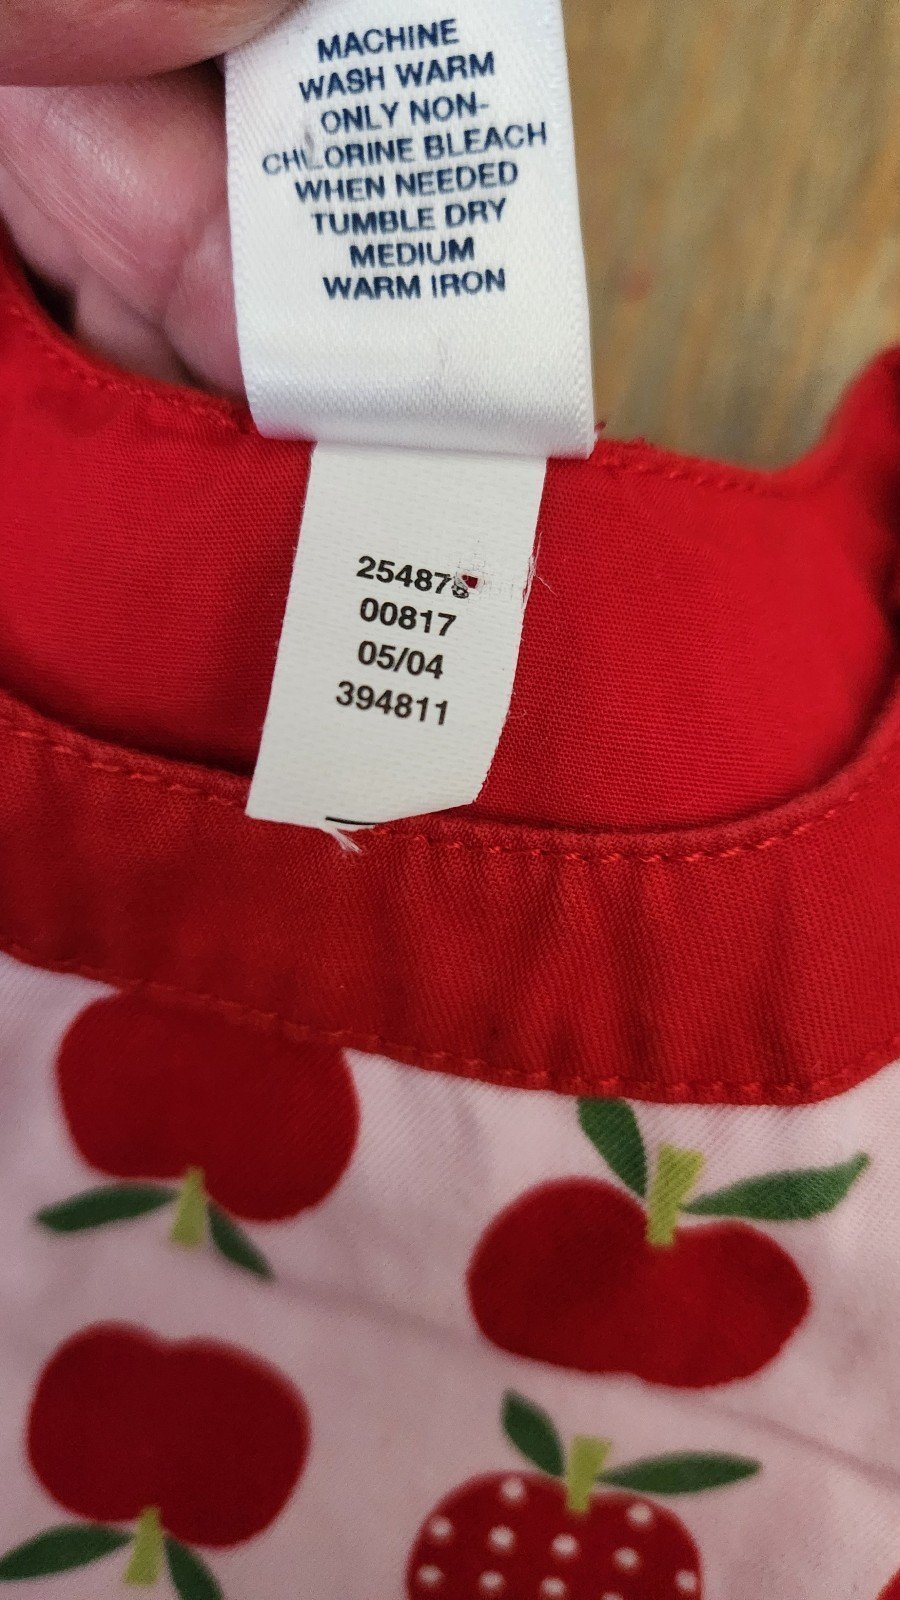 MACHINE
WASH WARM
ONLY NON-
CHLORINE BLEACH
WHEN NEEDED
TUMBLE DRY
MEDIUM
WARM IRON
00817
05/04
394811